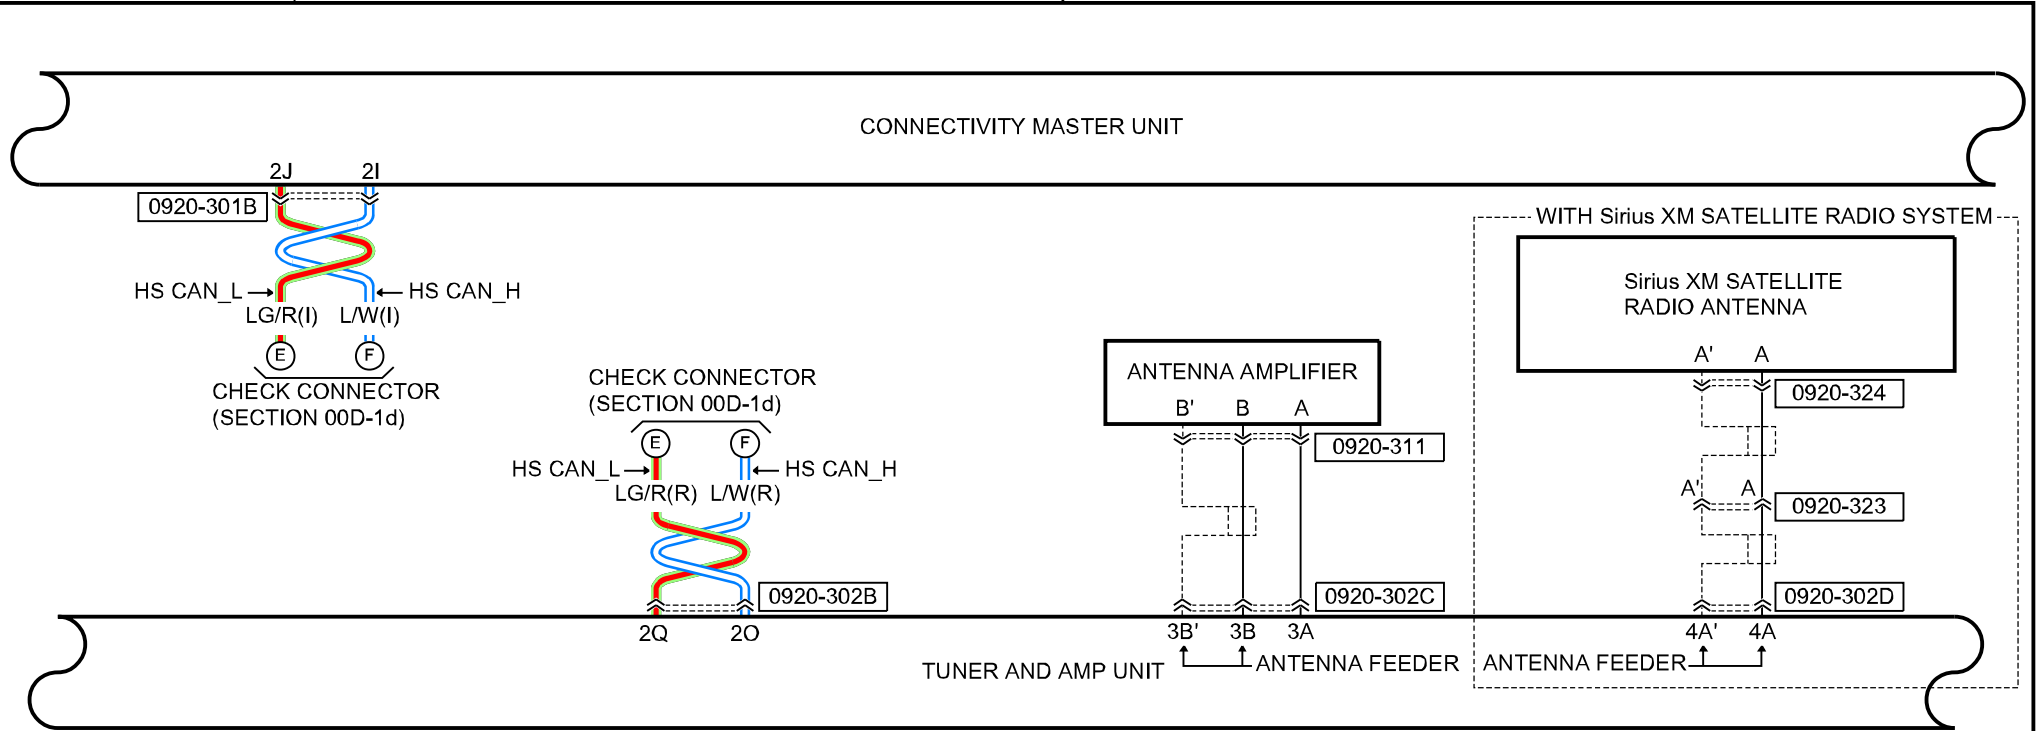 CONNECTIVITY MASTER UNIT
2J 2I
0920-301B
HS CAN_L HS CAN_H
LG/R(I) L/W(I)
E F
CHECK CONNECTOR
(SECTION 00D-1d)
CHECK CONNECTOR
(SECTION 00D-1d)
E F
HS CAN_L HS CAN_H
LG/R(R) L/W(R)
0920-302B
2Q 2O
ANTENNA AMPLIFIER
B' B A
0920-311
0920-302C
3B' 3B 3A
ANTENNA FEEDER
TUNER AND AMP UNIT
WITH Sirius XM SATELLITE RADIO SYSTEM
Sirius XM SATELLITE
RADIO ANTENNA
A' A
0920-324
A' A
0920-323
0920-302D
4A' 4A
ANTENNA FEEDER